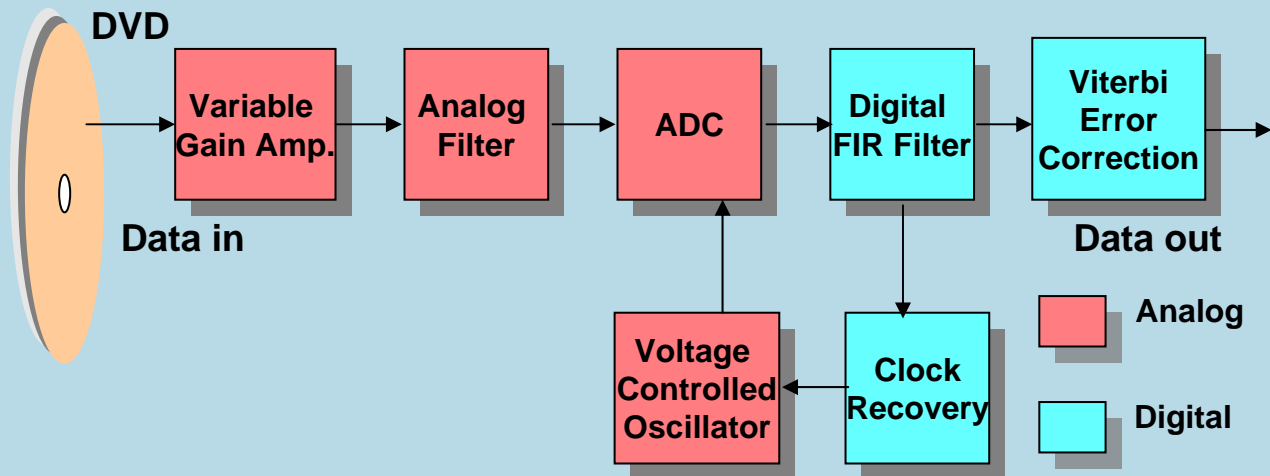 DVD
Variable
Gain Amp.
Analog
Filter
ADC
Digital
FIR Filter
Viterbi
Error
Correction
Data in
Data out
Voltage
Controlled
Oscillator
Clock
Recovery
Analog
Digital